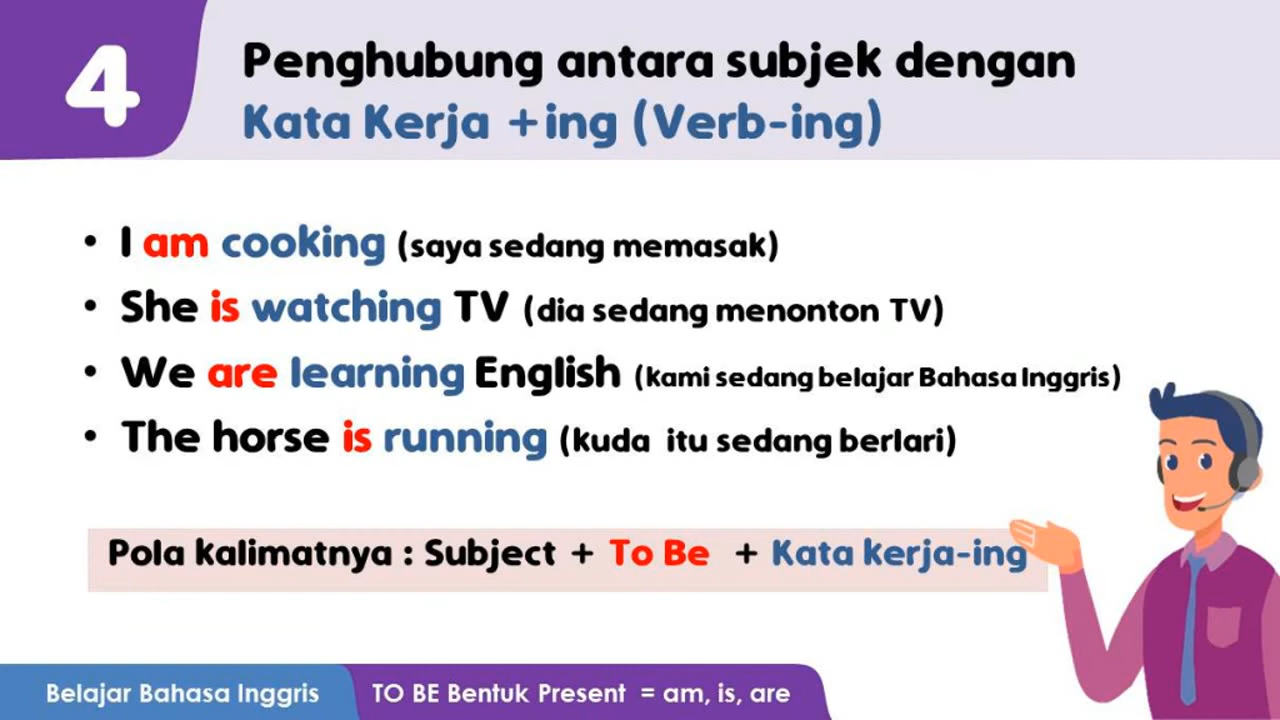 4
Penghubung antara subjek dengan
Kata Kerja +ing (Verb-ing)
• I am cooking (saya sedang memasak)
• She is watching TV (dia sedang menonton TV)
• We are learning English (kami sedang belajar Bahasa Inggris)
• The horse is running (kuda itu sedang berlari)
Pola kalimatnya : Subject + To Be + Kata kerja-ing
Belajar Bahasa Inggris
TO BE Bentuk Present = am, is, are